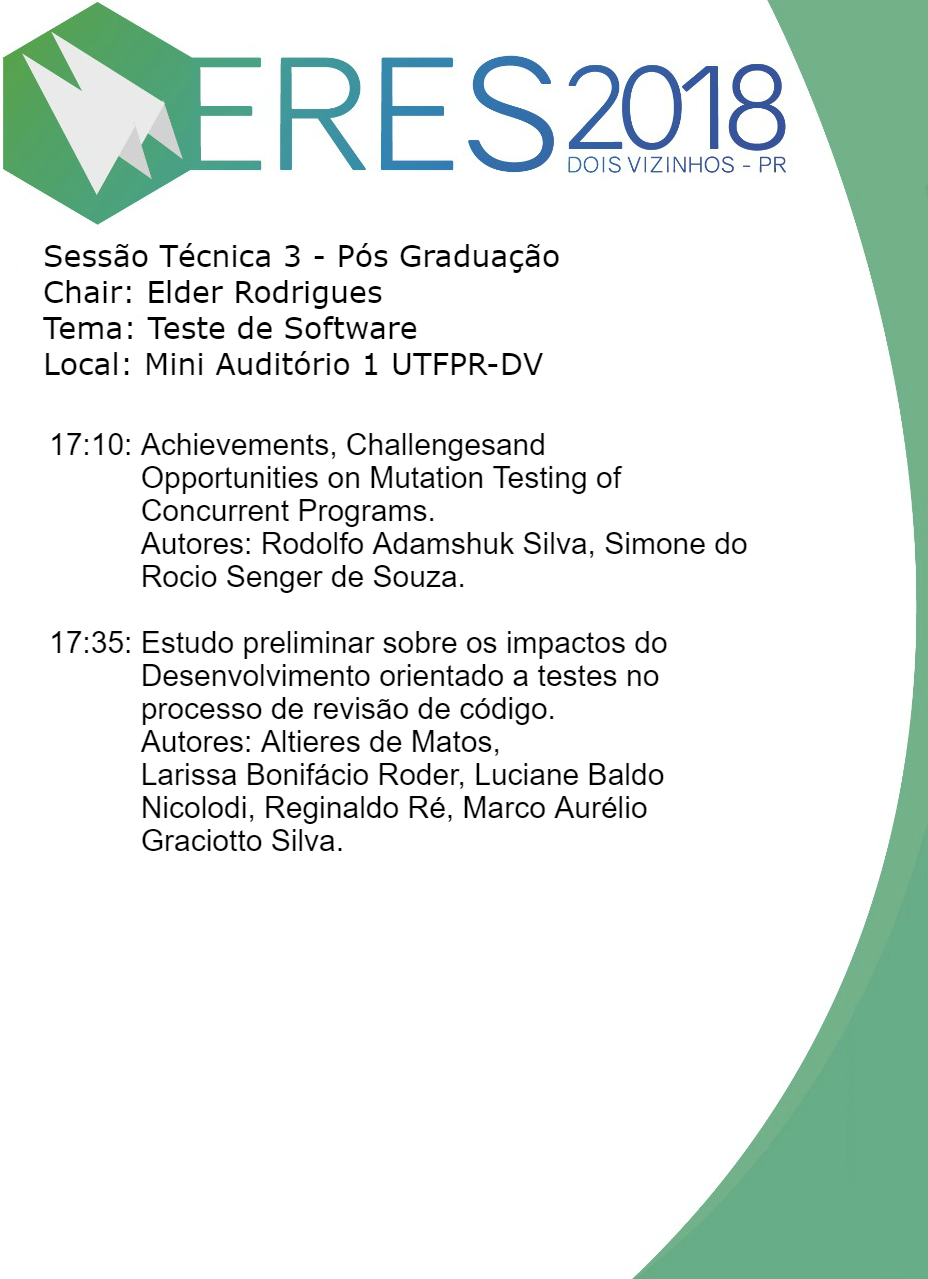 ERES 2018
DOIS VIZINHOS - PR
Sessão Técnica 3 - Pós Graduação
Chair: Elder Rodrigues
Tema: Teste de Software
Local: Mini Auditório 1 UTFPR-DV
17:10: Achievements, Challengesand
Opportunities on Mutation Testing of
Concurrent Programs.
Autores: Rodolfo Adamshuk Silva, Simone do
Rocio Senger de Souza.
17:35: Estudo preliminar sobre os impactos do
Desenvolvimento orientado a testes no
processo de revisão de código.
Autores: Altieres de Matos,
Larissa Bonifácio Roder, Luciane Baldo
Nicolodi, Reginaldo Ré, Marco Aurélio
Graciotto Silva.